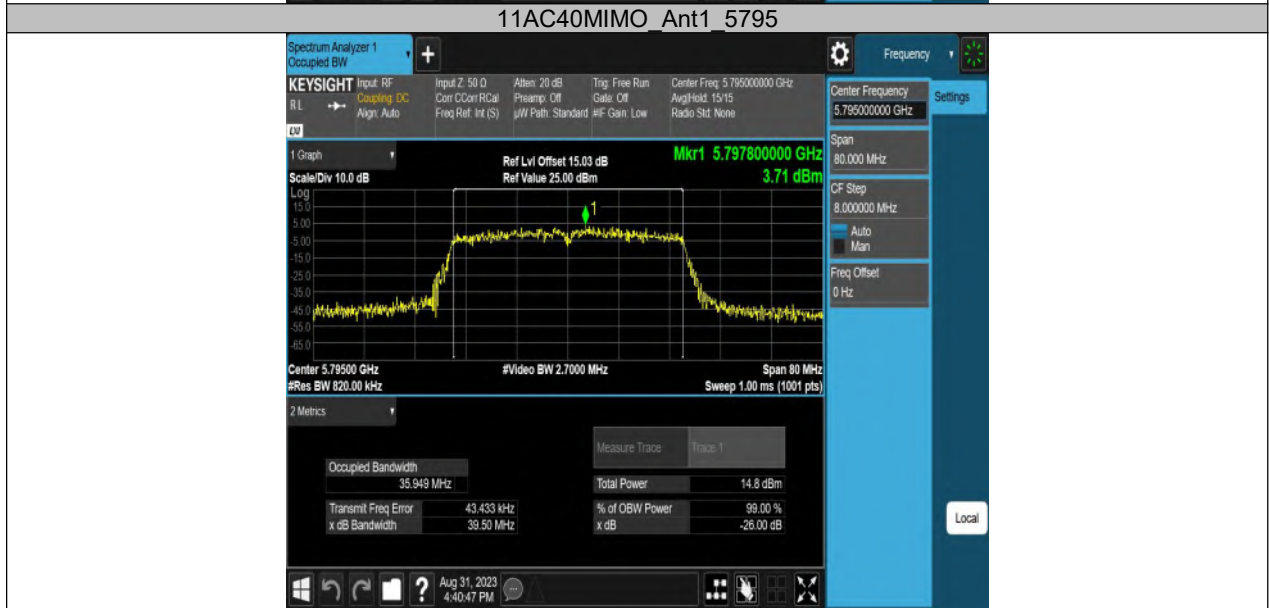 11AC40MIMO_Ant1_5795
Spectrum Analyzer 1
Occupied BW
+
Frequency
KEYSIGHT
Input: RF
Coupling: DC
Align: Auto
Input Z: 50 Ω
Corr CCorr RCal
Freq Ref: Int (S)
Atten: 20 dB
Preamp: Off
µW Path: Standard
Trig: Free Run
Gate: Off
#IF Gain: Low
Center Freq: 5.795000000 GHz
Avg|Hold: 15/15
Radio Std: None
RL
LXI
1 Graph
Scale/Div 10.0 dB
Ref Lvl Offset 15.03 dB
Ref Value 25.00 dBm
Mkr1 5.797800000 GHz
3.71 dBm
Log
15.0
5.00
-5.00
-15.0
-25.0
-35.0
-45.0
-55.0
-65.0
1
Center 5.79500 GHz
#Video BW 2.7000 MHz
Span 80 MHz
#Res BW 820.00 kHz
Sweep 1.00 ms (1001 pts)
2 Metrics
Measure Trace
Trace 1
Occupied Bandwidth
35.949 MHz
Total Power
14.8 dBm
Transmit Freq Error
43.433 kHz
% of OBW Power
99.00 %
x dB Bandwidth
39.50 MHz
x dB
-26.00 dB
Center Frequency
5.795000000 GHz
Settings
Span
80.000 MHz
CF Step
8.000000 MHz
Auto
Man
Freq Offset
0 Hz
Local
?
Aug 31, 2023
4:40:47 PM